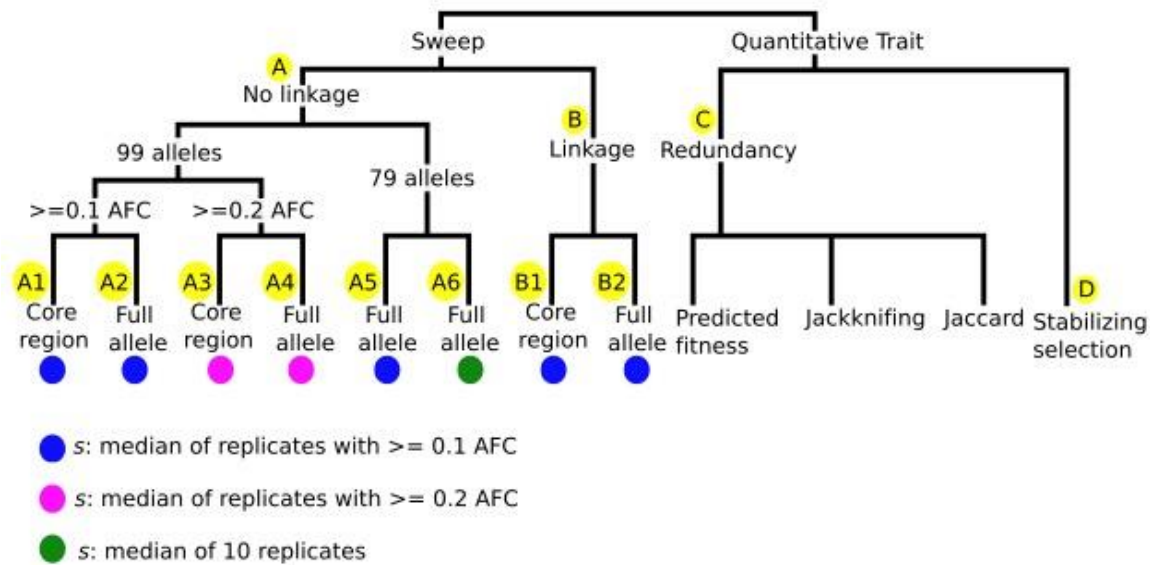 Sweep
Quantitative Trait
A
No linkage
B
Linkage
C
Redundancy
99 alleles
79 alleles
>=0.1 AFC
>=0.2 AFC
A1
Core
region
A2
Full
allele
A3
Core
region
A4
Full
allele
A5
Full
allele
A6
Full
allele
B1
Core
region
B2
Full
allele
Predicted
fitness
Jackknifing
Jaccard
D
Stabilizing
selection
s: median of replicates with >= 0.1 AFC
s: median of replicates with >= 0.2 AFC
s: median of 10 replicates